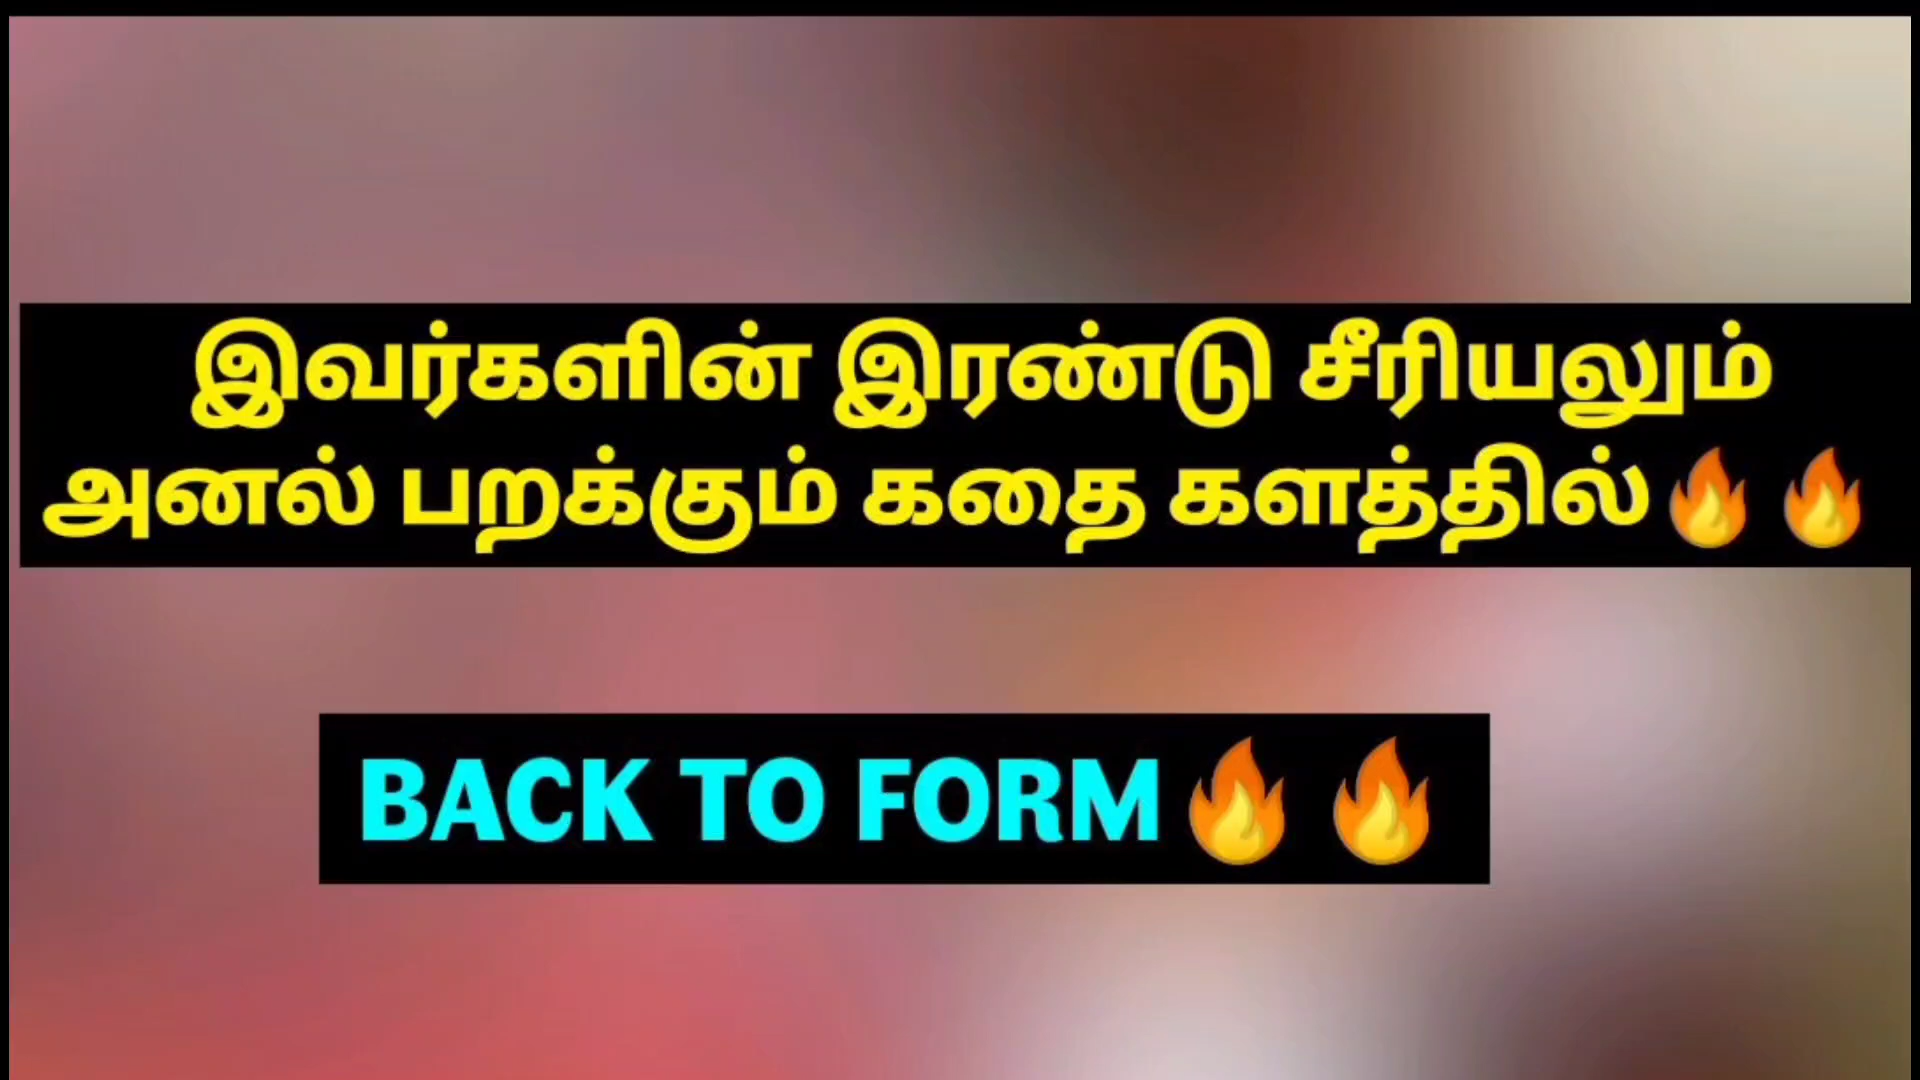 இவர்களின் இரண்டு சீரியலும்
அனல் பறக்கும் கதை களத்தில்🔥🔥
BACK TO FORM🔥🔥